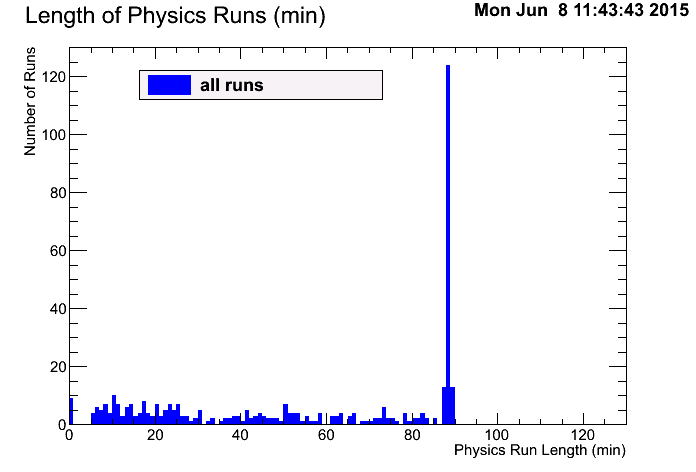 Length of Physics Runs (min)
Mon Jun 8 11:43:43 2015
Number of Runs
120
100
80
60
40
20
0
all runs
0 20 40 60 80 100 120
Physics Run Length (min)